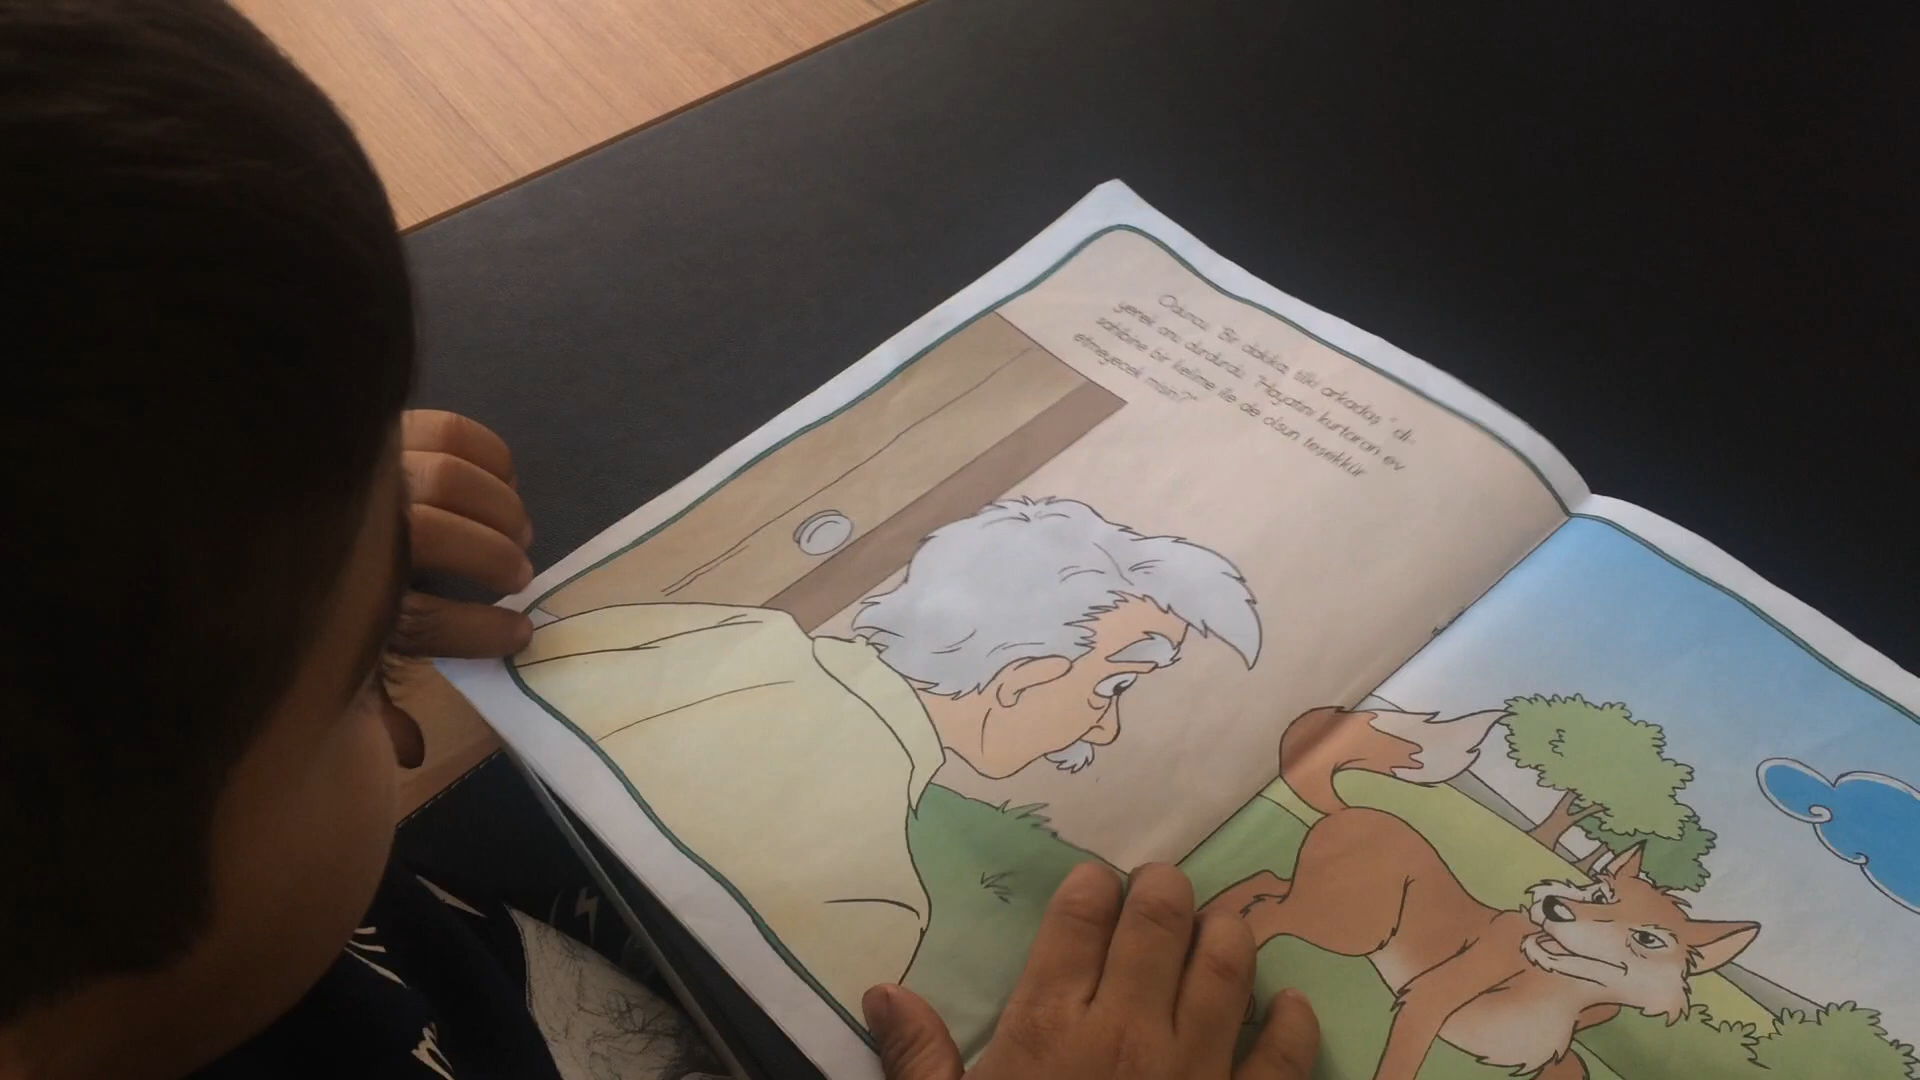 Oduncu "Bir dakika tilki arkadaş," di-
yerek onu durdurdu. "Hayatını kurtaran ev
sahibine bir kelime ile de olsun teşekkür
etmeyecek misin?"